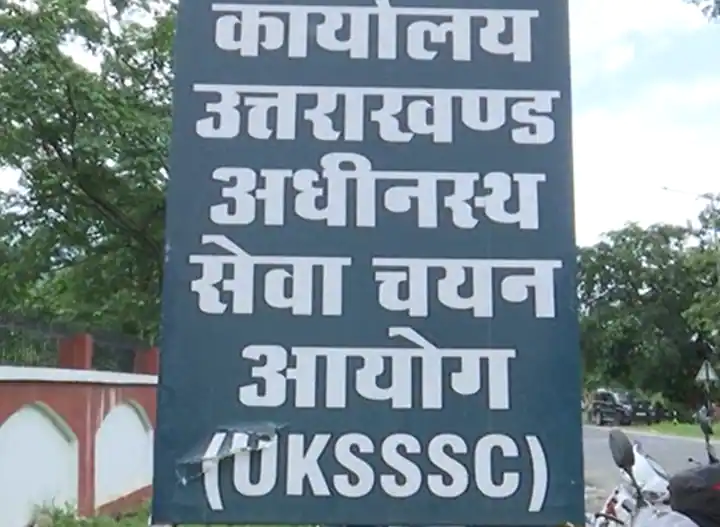 कार्यालय
उत्तराखण्ड
अधीनस्थ
सेवा चयन
आयोग
(UKSSSC)